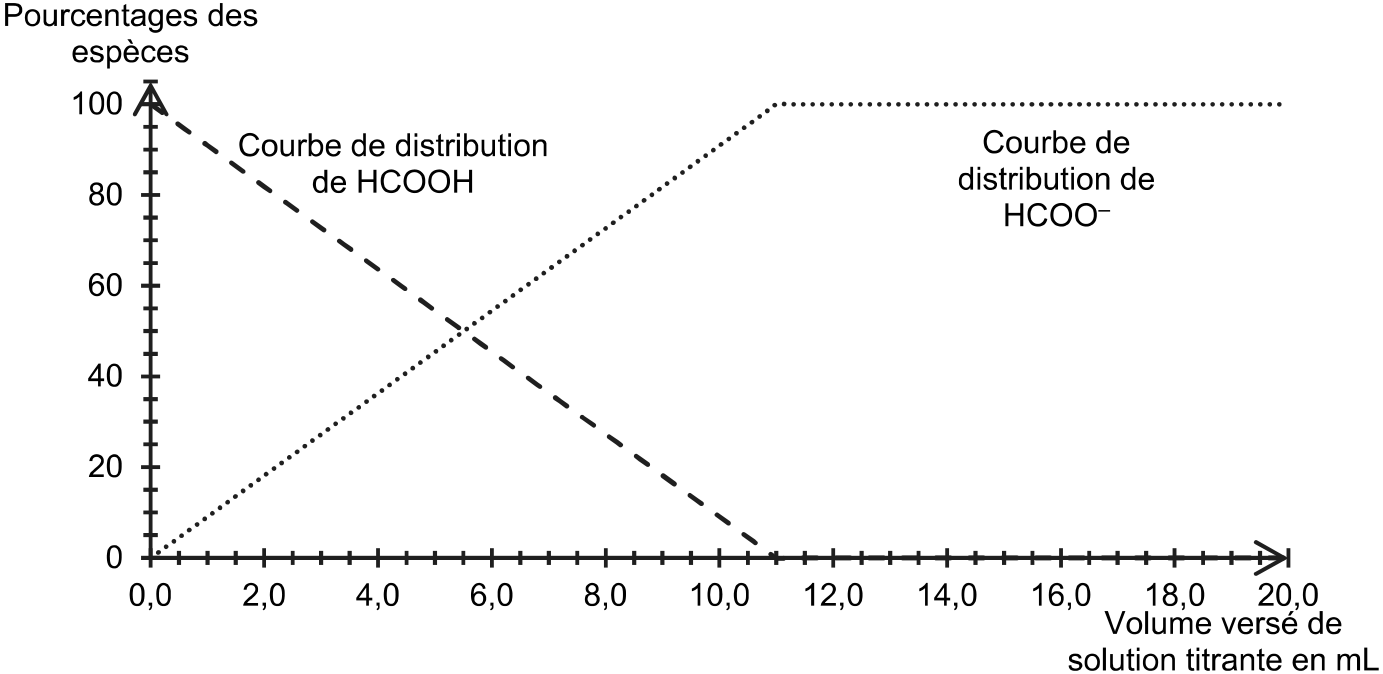 Pourcentages des
espèces
100
80
60
40
20
0
Courbe de distribution
de HCOOH
Courbe de
distribution de
HCOO–
0,0 2,0 4,0 6,0 8,0 10,0 12,0 14,0 16,0 18,0 20,0
Volume versé de
solution titrante en mL